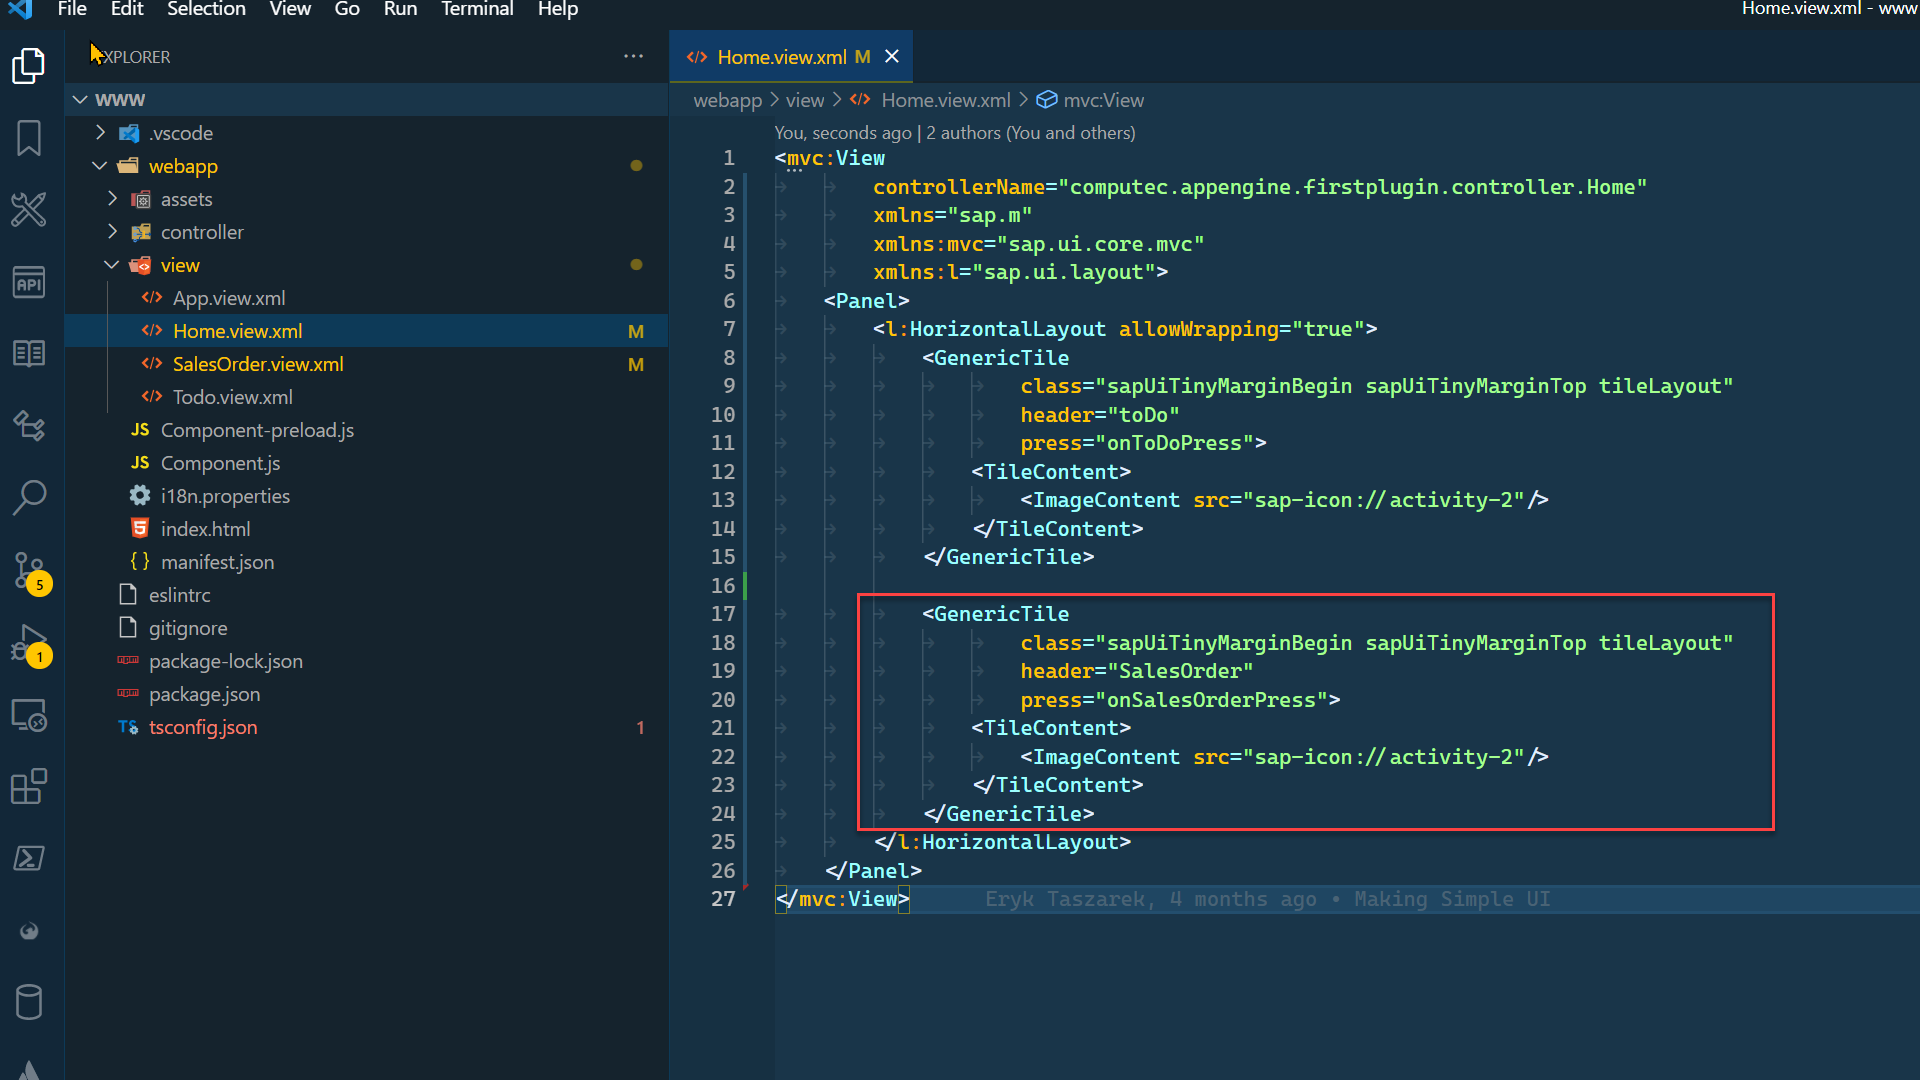 File Edit Selection View Go Run Terminal Help
Home.view.xml - www
XPLORER
Home.view.xml M
WWW
webapp > view > </> Home.view.xml > mvc:View
.vscode
webapp
assets
controller
view
App.view.xml
Home.view.xml M
SalesOrder.view.xml M
Todo.view.xml
JS Component-preload.js
JS Component.js
i18n.properties
5 index.html
{ } manifest.json
eslintrc
gitignore
package-lock.json
package.json
TS tsconfig.json 1
API
5
1
You, seconds ago | 2 authors (You and others)
1 <mvc:View
2 controllerName="computec.appengine.firstplugin.controller.Home"
3 xmlns="sap.m"
4 xmlns:mvc="sap.ui.core.mvc"
5 xmlns:l="sap.ui.layout">
6 <Panel>
7 <l:HorizontalLayout allowWrapping="true">
8 <GenericTile
9 class="sapUiTinyMarginBegin sapUiTinyMarginTop tileLayout"
10 header="toDo"
11 press="onToDoPress">
12 <TileContent>
13 <ImageContent src="sap-icon://activity-2"/>
14 </TileContent>
15 </GenericTile>
16
17 <GenericTile
18 class="sapUiTinyMarginBegin sapUiTinyMarginTop tileLayout"
19 header="SalesOrder"
20 press="onSalesOrderPress">
21 <TileContent>
22 <ImageContent src="sap-icon://activity-2"/>
23 </TileContent>
24 </GenericTile>
25 </l:HorizontalLayout>
26 </Panel>
27 </mvc:View> Eryk Taszarek, 4 months ago • Making Simple UI